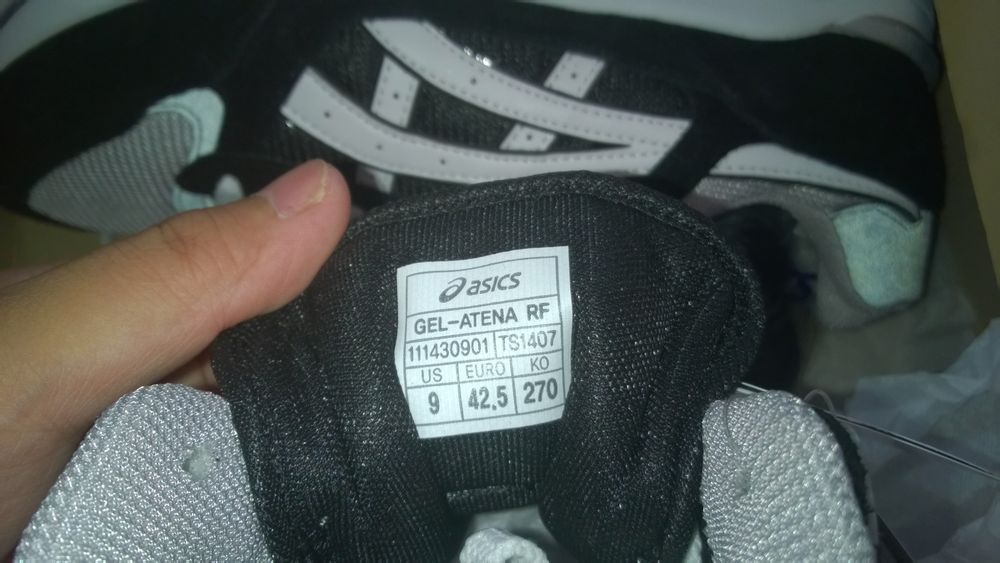 asics
GEL-ATENA RF
111430901 TS1407
US EURO KO
9 42.5 270